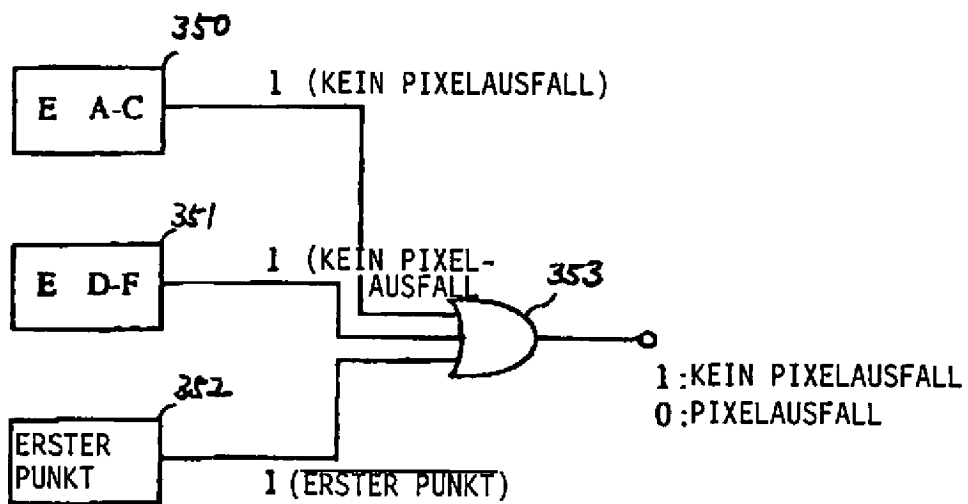 350
E A-C
1 (KEIN PIXELAUSFALL)
351
E D-F
1 (KEIN PIXEL-
AUSFALL
353
1 :KEIN PIXELAUSFALL
0 :PIXELAUSFALL
352
ERSTER
PUNKT
1 (ERSTER PUNKT)